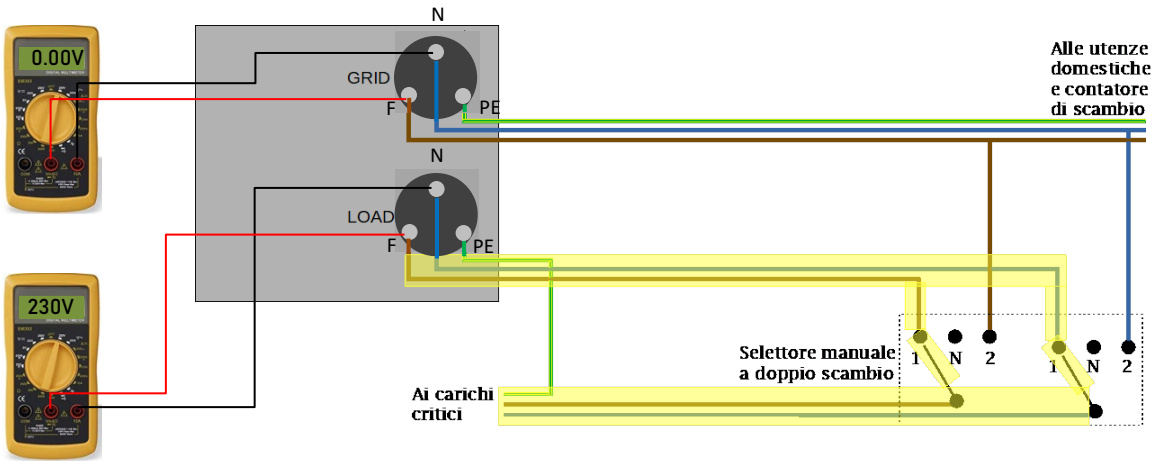 N
0.00V
GRID
F
PE
Alle utenze
domestiche
e contatore
di scambio
N
LOAD
F
PE
230V
Selettore manuale
a doppio scambio
1
N
2
1
N
2
Ai carichi
critici